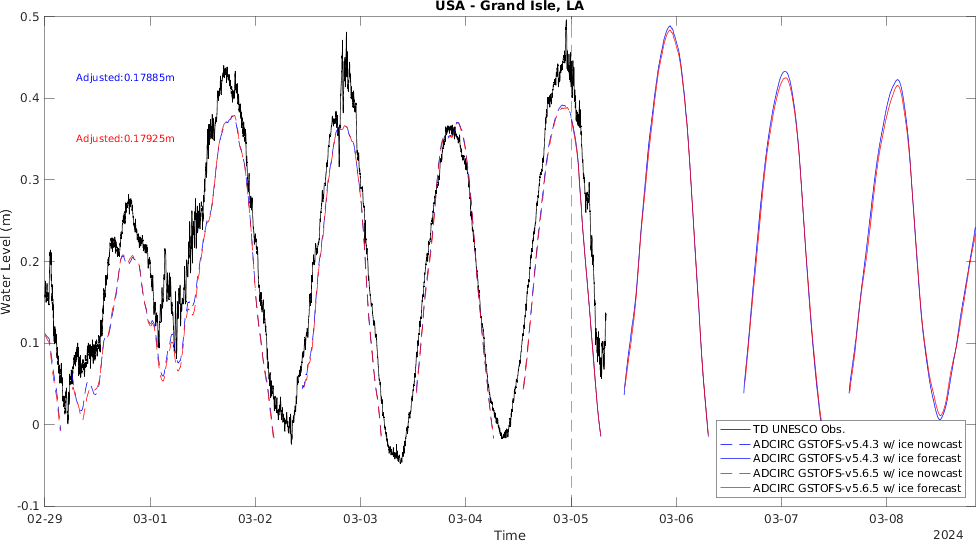 USA - Grand Isle, LA
0.5
0.4
0.3
0.2
0.1
0
-0.1
Water Level (m)
Adjusted:0.17885m
Adjusted:0.17925m
TD UNESCO Obs.
ADCIRC GSTOFS-v5.4.3 w/ ice nowcast
ADCIRC GSTOFS-v5.4.3 w/ ice forecast
ADCIRC GSTOFS-v5.6.5 w/ ice nowcast
ADCIRC GSTOFS-v5.6.5 w/ ice forecast
02-29 03-01 03-02 03-03 03-04 03-05 03-06 03-07 03-08
Time
2024